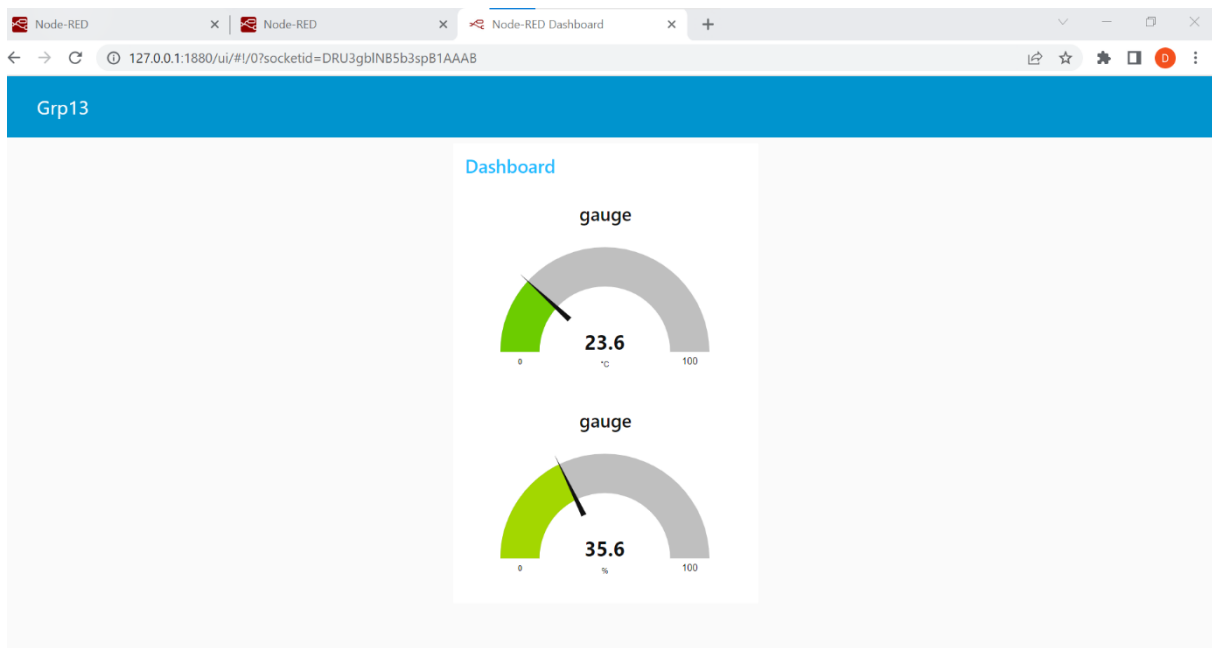 Node-RED
Node-RED
Node-RED Dashboard
127.0.0.1:1880/ui/#!/0?socketid=DRU3gblNB5b3spB1AAAB
D
Grp13
Dashboard
gauge
23.6
°C
0
100
gauge
35.6
%
0
100